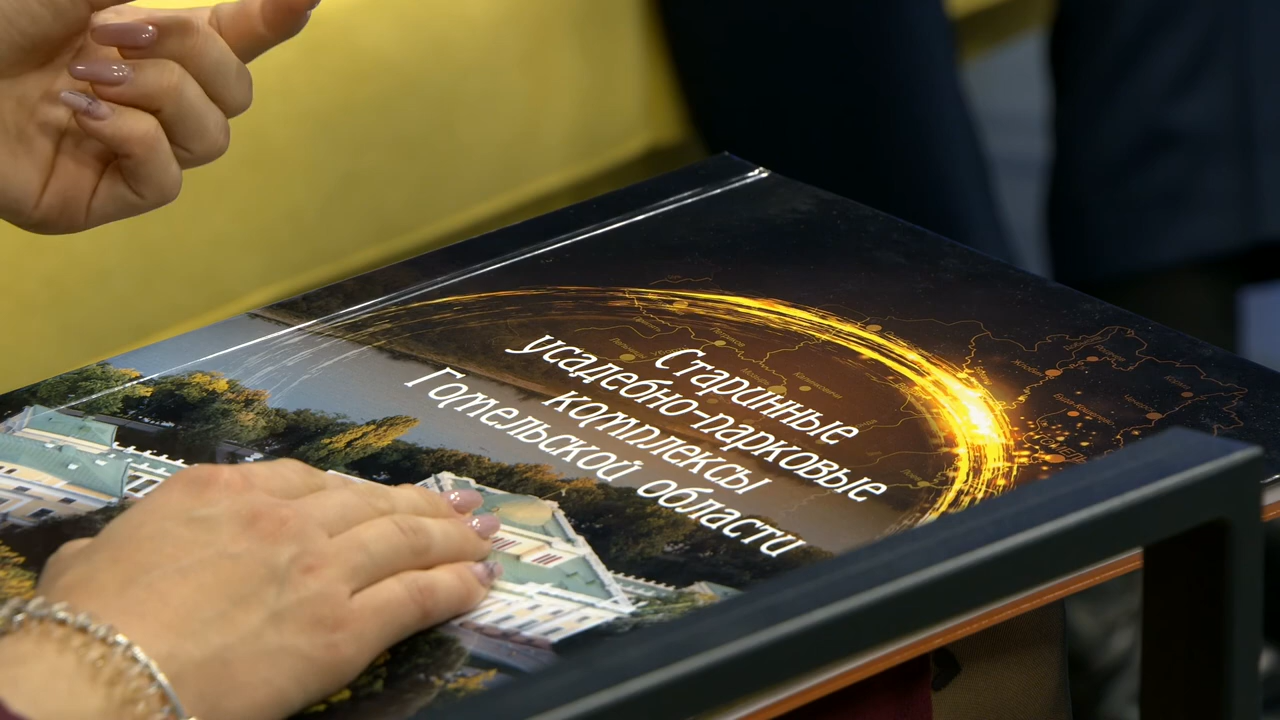 Старинные
усадебно-парковые
комплексы
Гомельской области